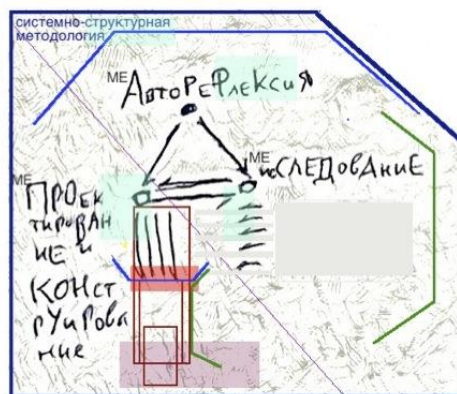 системно-структурная
методология
МЕ
АвтоРеФлексия
МЕ
исСЛЕДОВАНИЕ
МЕ
ПРОек
тиРоВАН
ИЕ и
КОНСТ
РУиРоВа
ние